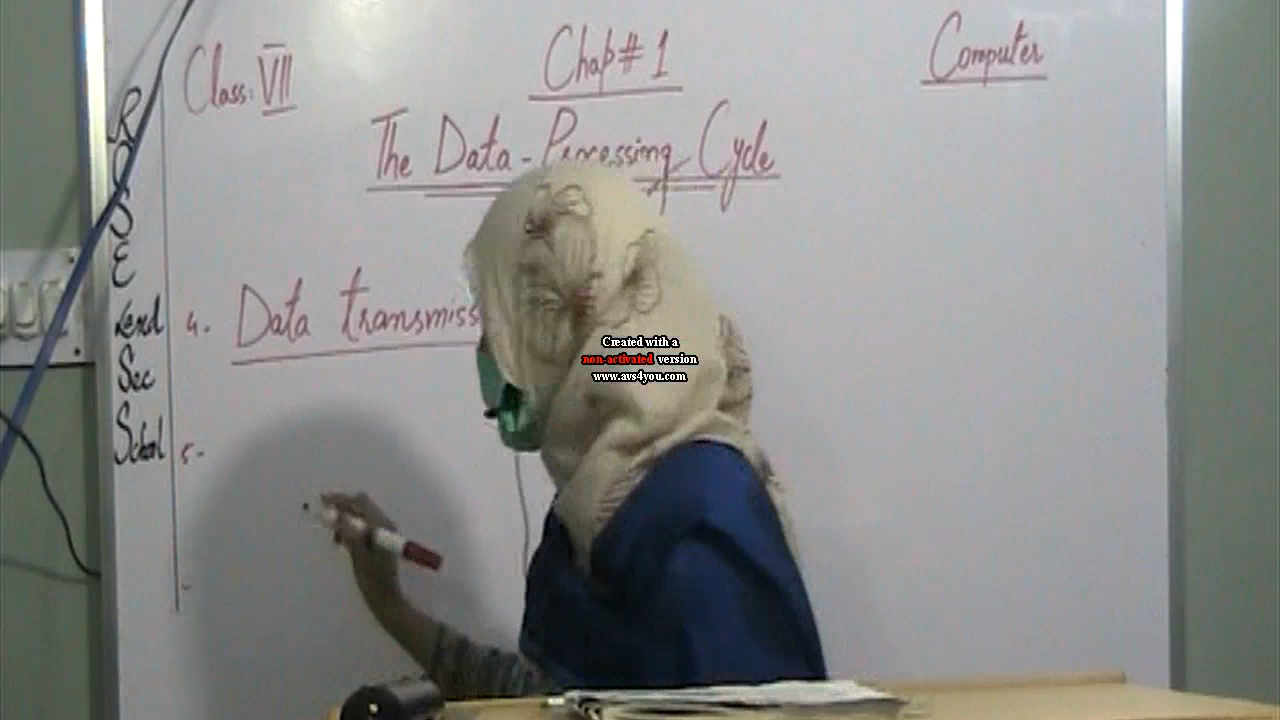 Class: VII
Chap# 1
Computer
The Data-Processing Cycle
ROSE
Sec
School
4. Data transmiss
5-
Created with a
non-activated version
www.avs4you.com